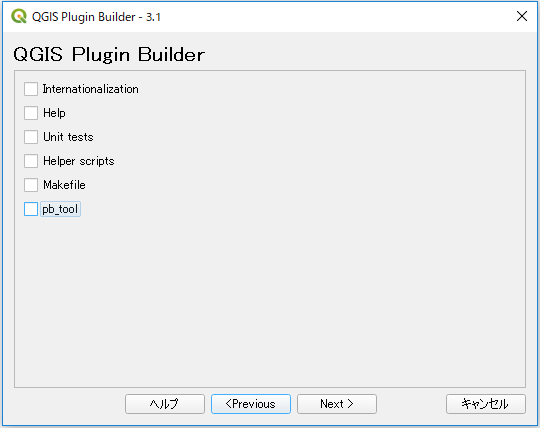 QGIS Plugin Builder - 3.1
QGIS Plugin Builder
Internationalization
Help
Unit tests
Helper scripts
Makefile
pb_tool
ヘルプ <Previous Next > キャンセル